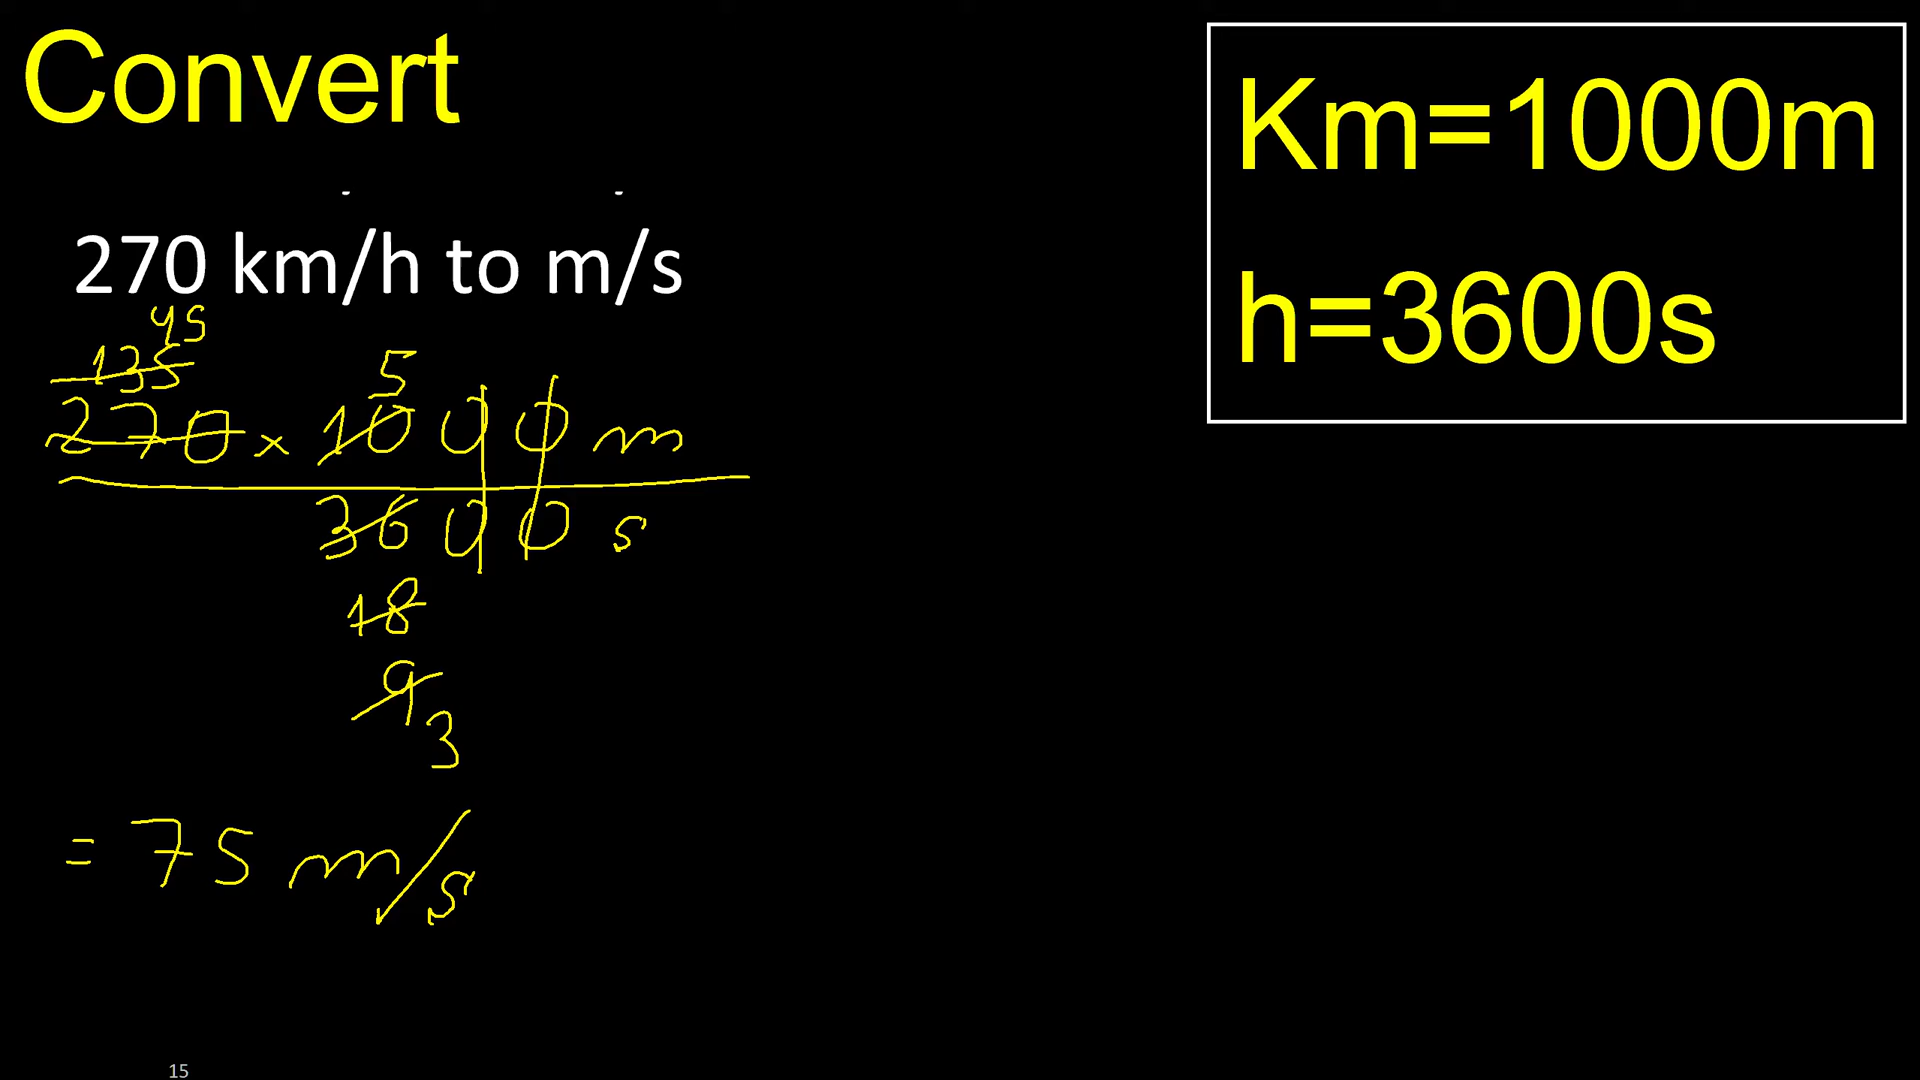 Convert
Km=1000m
h=3600s
270 km/h to m/s
45
135
5
270 × 1000 m
3600 s
18
9
3
= 75 m/s
15